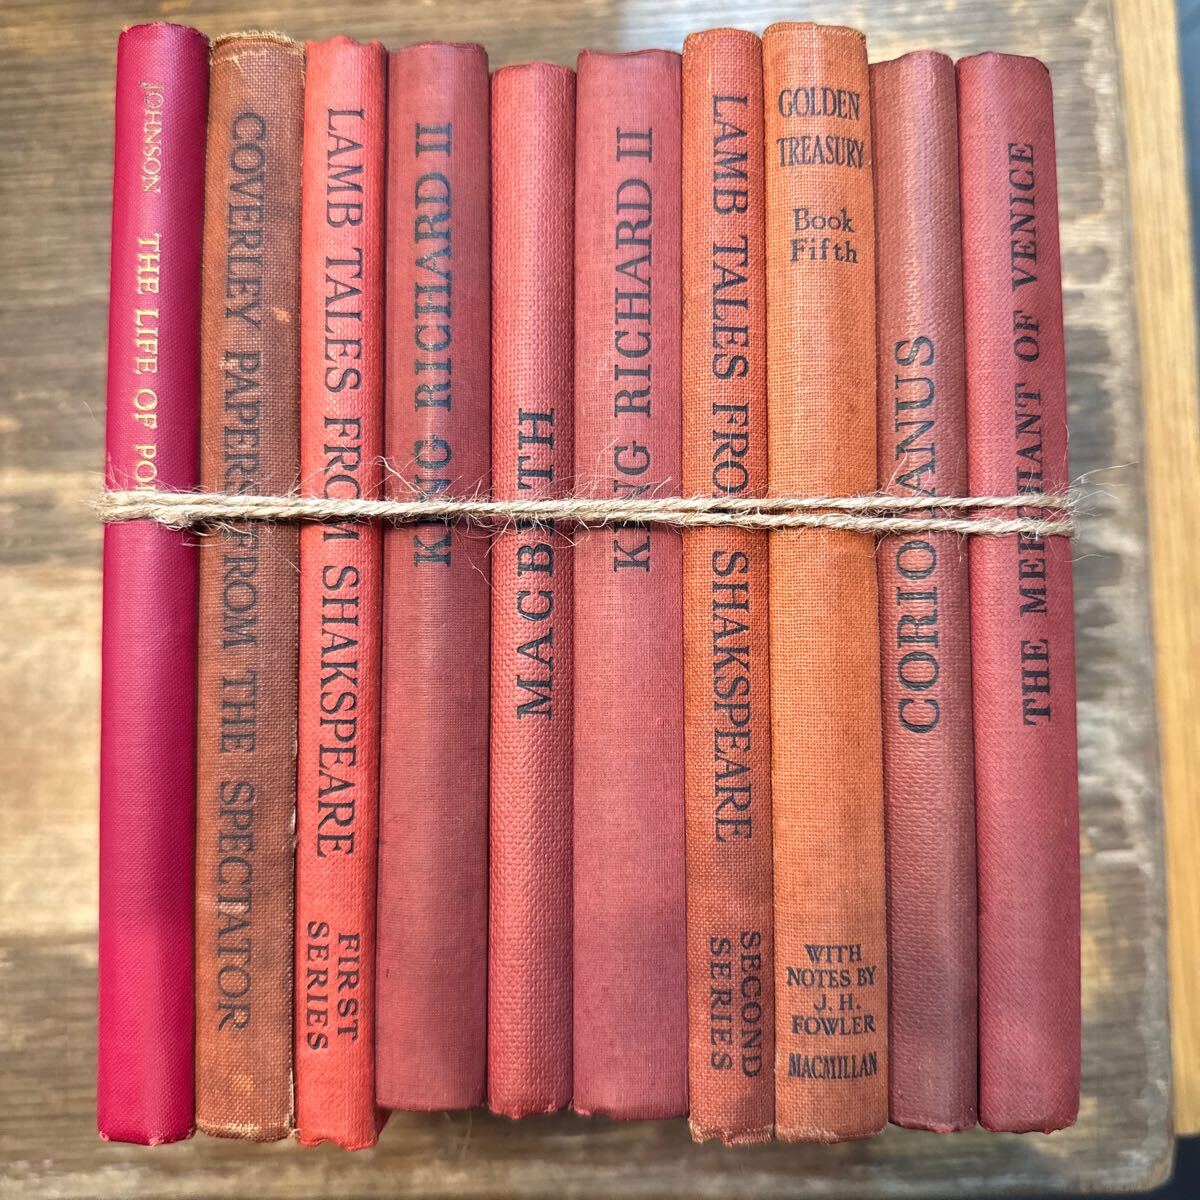 JOHNSON THE LIFE OF
COVERLEY PAPERS FROM THE SPECTATOR
LAMB TALES FROM SHAKSPEARE
FIRST
SERIES
KING RICHARD II
MACBETH
KING RICHARD II
LAMB TALES FROM SHAKSPEARE
SECOND
SERIES
GOLDEN
TREASURY
Book
Fifth
WITH
NOTES BY
J. H.
FOWLER
MACMILLAN
CORIOLANUS
THE MERCHANT OF VENICE